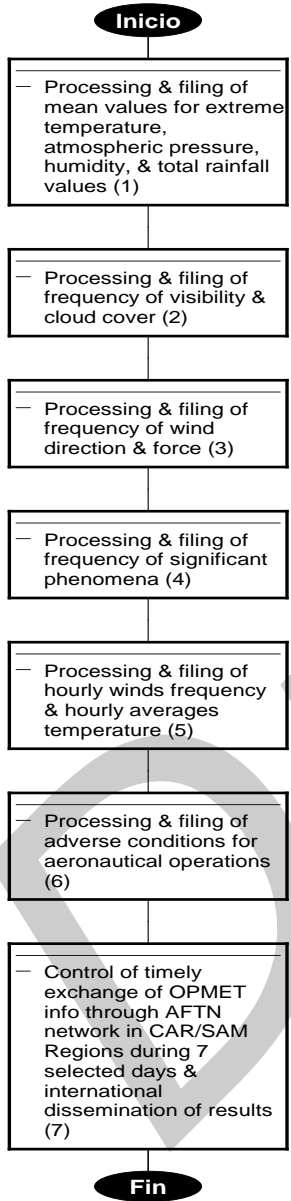 Inicio
— Processing & filing of
mean values for extreme
temperature,
atmospheric pressure,
humidity, & total rainfall
values (1)
— Processing & filing of
frequency of visibility &
cloud cover (2)
— Processing & filing of
frequency of wind
direction & force (3)
— Processing & filing of
frequency of significant
phenomena (4)
— Processing & filing of
hourly winds frequency
& hourly averages
temperature (5)
— Processing & filing of
adverse conditions for
aeronautical operations
(6)
— Control of timely
exchange of OPMET
info through AFTN
network in CAR/SAM
Regions during 7
selected days &
international
dissemination of results
(7)
Fin